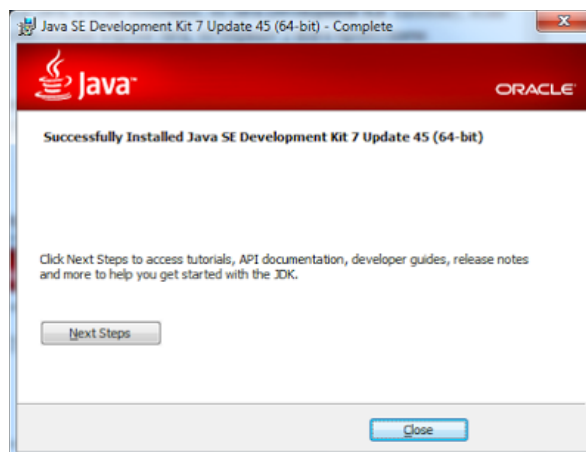 Java SE Development Kit 7 Update 45 (64-bit) - Complete
Java™
ORACLE
Successfully Installed Java SE Development Kit 7 Update 45 (64-bit)
Click Next Steps to access tutorials, API documentation, developer guides, release notes
and more to help you get started with the JDK.
Next Steps
Close